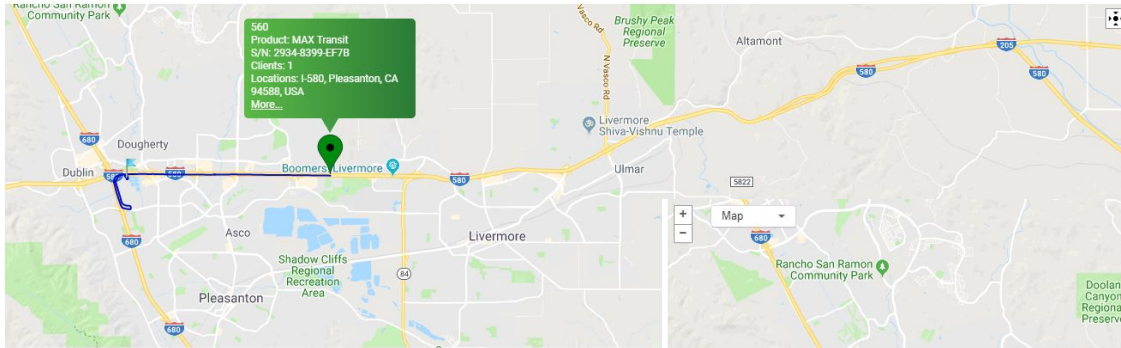 Rancho San Ramon
Community Park
560
Product: MAX Transit
S/N: 2934-8399-EF7B
Clients: 1
Locations: I-580, Pleasanton, CA
94588, USA
More...
Vasco Rd
Brushy Peak
Regional
Preserve
Altamont
205
580
580
N Vasco Rd
Livermore
Shiva-Vishnu Temple
680
Dougherty
Dublin
580
Boomers Livermore
580
Ulmar
5822
680
Asco
Livermore
Shadow Cliffs
Regional
Recreation
Area
84
Pleasanton
680
+
−
Map
680
Rancho San Ramon
Community Park
Doolan
Canyon
Regional
Preserve